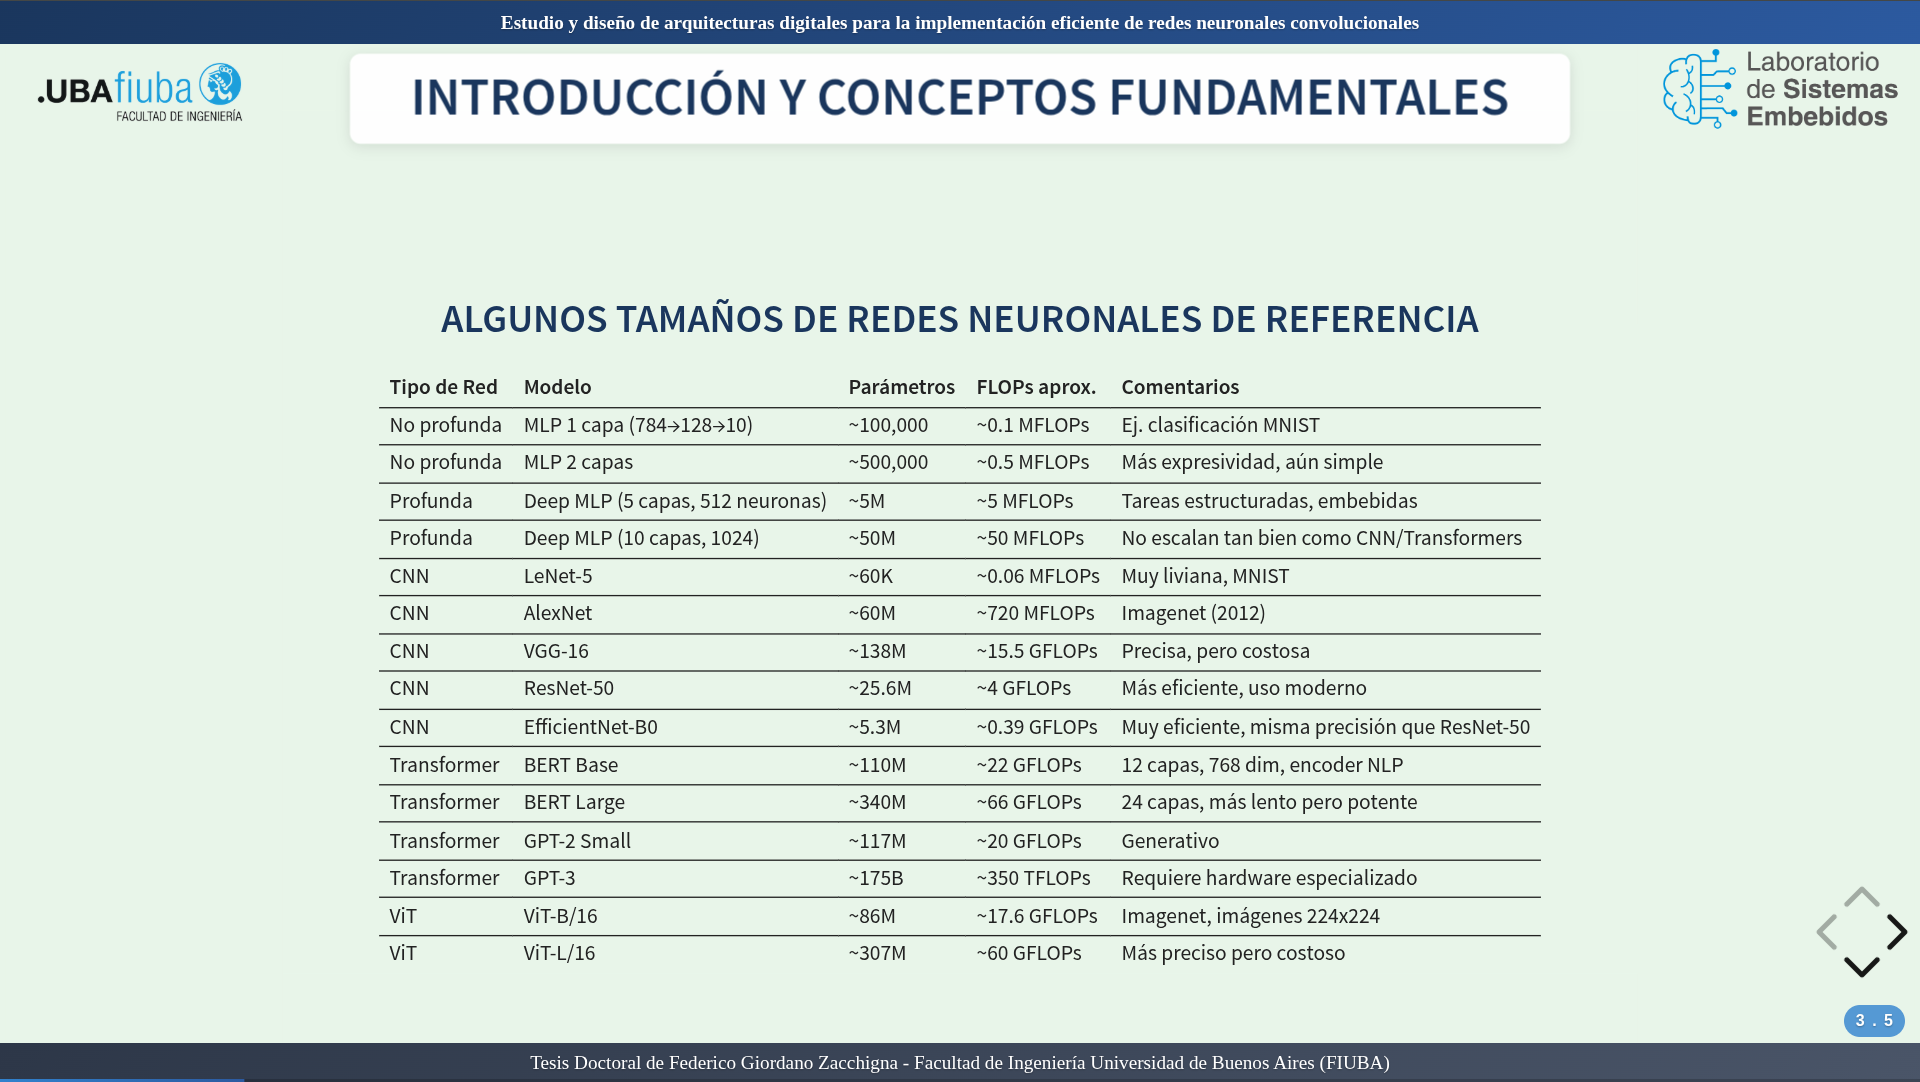 Estudio y diseño de arquitecturas digitales para la implementación eficiente de redes neuronales convolucionales
.UBAfiuba
FACULTAD DE INGENIERÍA
INTRODUCCIÓN Y CONCEPTOS FUNDAMENTALES
Laboratorio
de Sistemas
Embebidos
ALGUNOS TAMAÑOS DE REDES NEURONALES DE REFERENCIA
Tipo de Red Modelo Parámetros FLOPs aprox. Comentarios
No profunda MLP 1 capa (784→128→10) ~100,000 ~0.1 MFLOPs Ej. clasificación MNIST
No profunda MLP 2 capas ~500,000 ~0.5 MFLOPs Más expresividad, aún simple
Profunda Deep MLP (5 capas, 512 neuronas) ~5M ~5 MFLOPs Tareas estructuradas, embebidas
Profunda Deep MLP (10 capas, 1024) ~50M ~50 MFLOPs No escalan tan bien como CNN/Transformers
CNN LeNet-5 ~60K ~0.06 MFLOPs Muy liviana, MNIST
CNN AlexNet ~60M ~720 MFLOPs Imagenet (2012)
CNN VGG-16 ~138M ~15.5 GFLOPs Precisa, pero costosa
CNN ResNet-50 ~25.6M ~4 GFLOPs Más eficiente, uso moderno
CNN EfficientNet-B0 ~5.3M ~0.39 GFLOPs Muy eficiente, misma precisión que ResNet-50
Transformer BERT Base ~110M ~22 GFLOPs 12 capas, 768 dim, encoder NLP
Transformer BERT Large ~340M ~66 GFLOPs 24 capas, más lento pero potente
Transformer GPT-2 Small ~117M ~20 GFLOPs Generativo
Transformer GPT-3 ~175B ~350 TFLOPs Requiere hardware especializado
ViT ViT-B/16 ~86M ~17.6 GFLOPs Imagenet, imágenes 224x224
ViT ViT-L/16 ~307M ~60 GFLOPs Más preciso pero costoso
3 . 5
Tesis Doctoral de Federico Giordano Zacchigna - Facultad de Ingeniería Universidad de Buenos Aires (FIUBA)